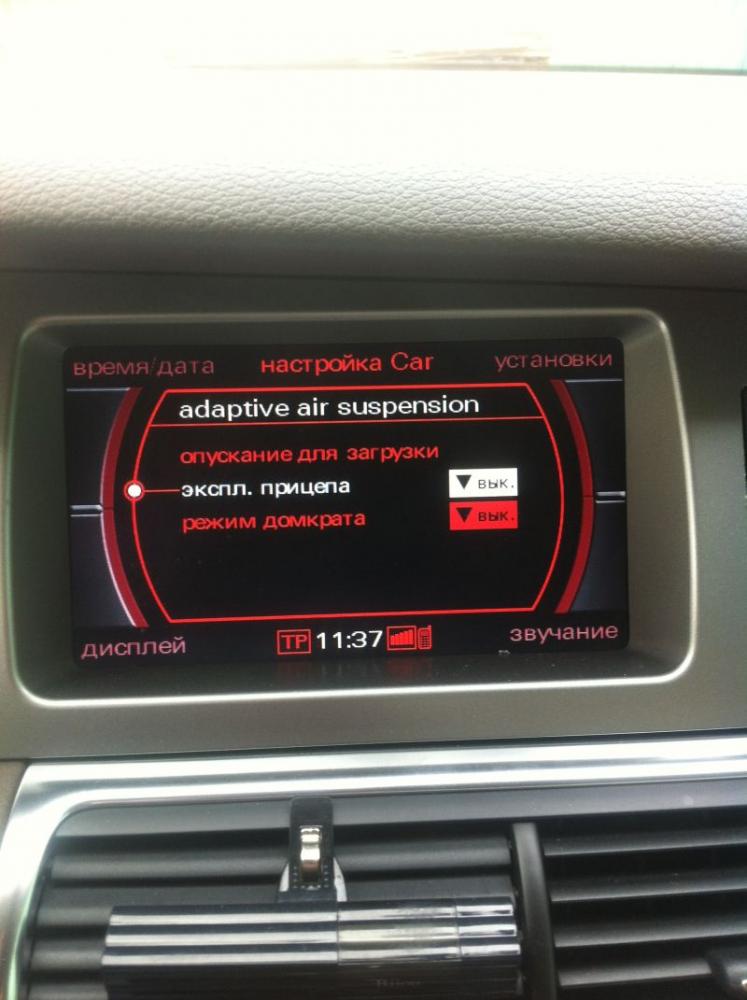 время/дата настройка Car установки
adaptive air suspension
опускание для загрузки
экспл. прицепа ▼ вык.
режим домкрата ▼ вык.
дисплей TP 11:37 звучание